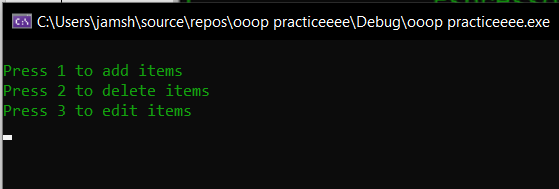 C:\Users\jamsh\source\repos\ooop practiceeee\Debug\ooop practiceeee.exe
Press 1 to add items
Press 2 to delete items
Press 3 to edit items